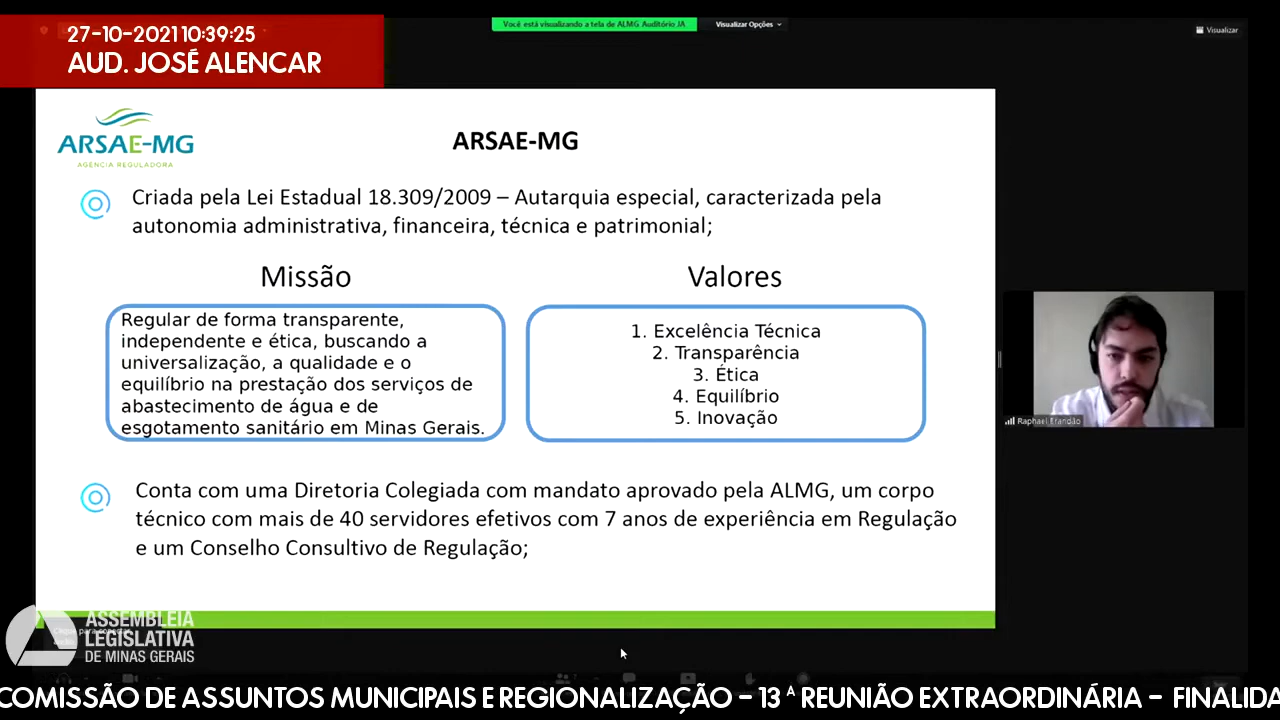 27-10-2021 10:39:25
AUD. JOSÉ ALENCAR
Você está visualizando a tela de ALMG Auditório JA
Visualizar Opções
Visualizar
ARSAE-MG
AGÊNCIA REGULADORA
ARSAE-MG
Criada pela Lei Estadual 18.309/2009 – Autarquia especial, caracterizada pela
autonomia administrativa, financeira, técnica e patrimonial;
Missão
Regular de forma transparente,
independente e ética, buscando a
universalização, a qualidade e o
equilíbrio na prestação dos serviços de
abastecimento de água e de
esgotamento sanitário em Minas Gerais.
Valores
1. Excelência Técnica
2. Transparência
3. Ética
4. Equilíbrio
5. Inovação
Conta com uma Diretoria Colegiada com mandato aprovado pela ALMG, um corpo
técnico com mais de 40 servidores efetivos com 7 anos de experiência em Regulação
e um Conselho Consultivo de Regulação;
Raphael
ASSEMBLEIA
LEGISLATIVA
DE MINAS GERAIS
COMISSÃO DE ASSUNTOS MUNICIPAIS E REGIONALIZAÇÃO - 13ª REUNIÃO EXTRAORDINÁRIA - FINALIDA